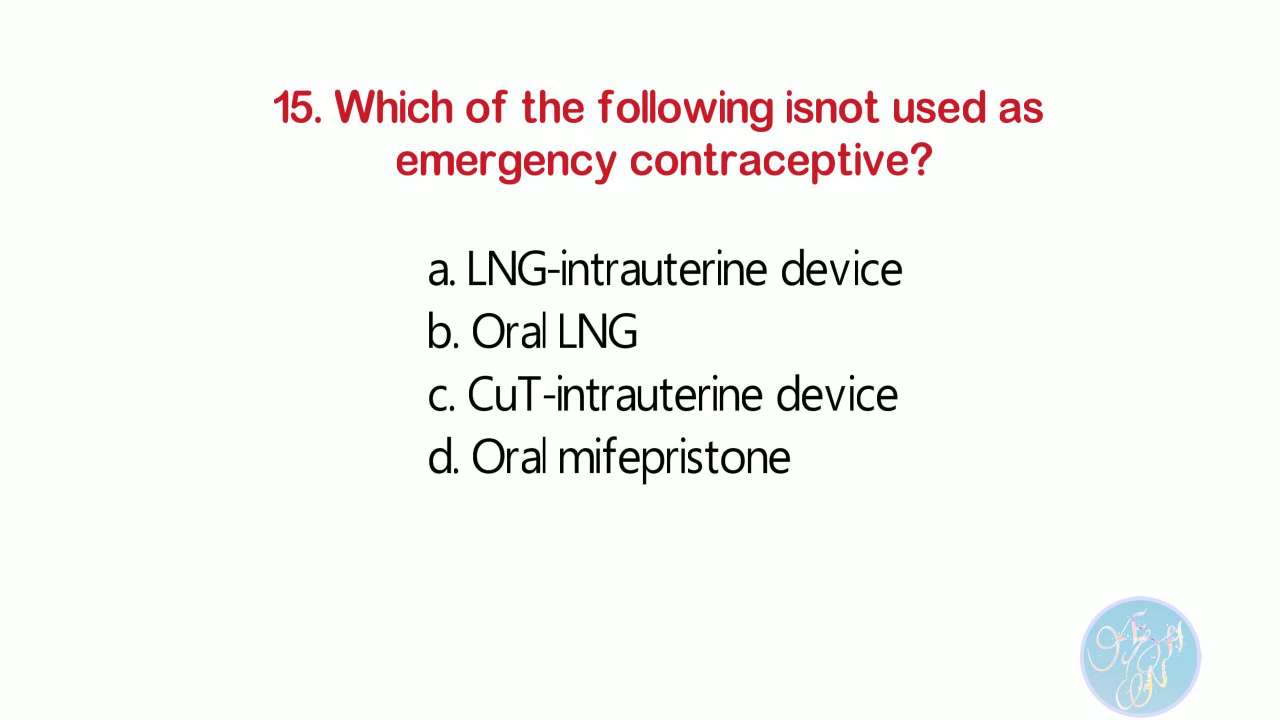 15. Which of the following isnot used as
emergency contraceptive?
a. LNG-intrauterine device
b. Oral LNG
c. CuT-intrauterine device
d. Oral mifepristone